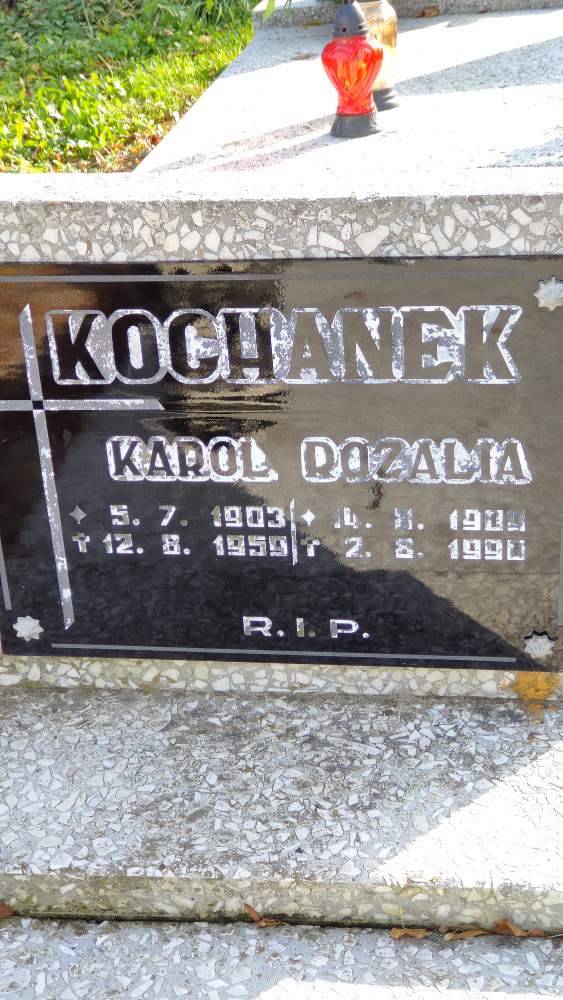 KOCHANEK
KAROL ROZALIA
5. 7. 1903 14. 8. 1909
12. 8. 1959 2. 6. 1990
R.I.P.